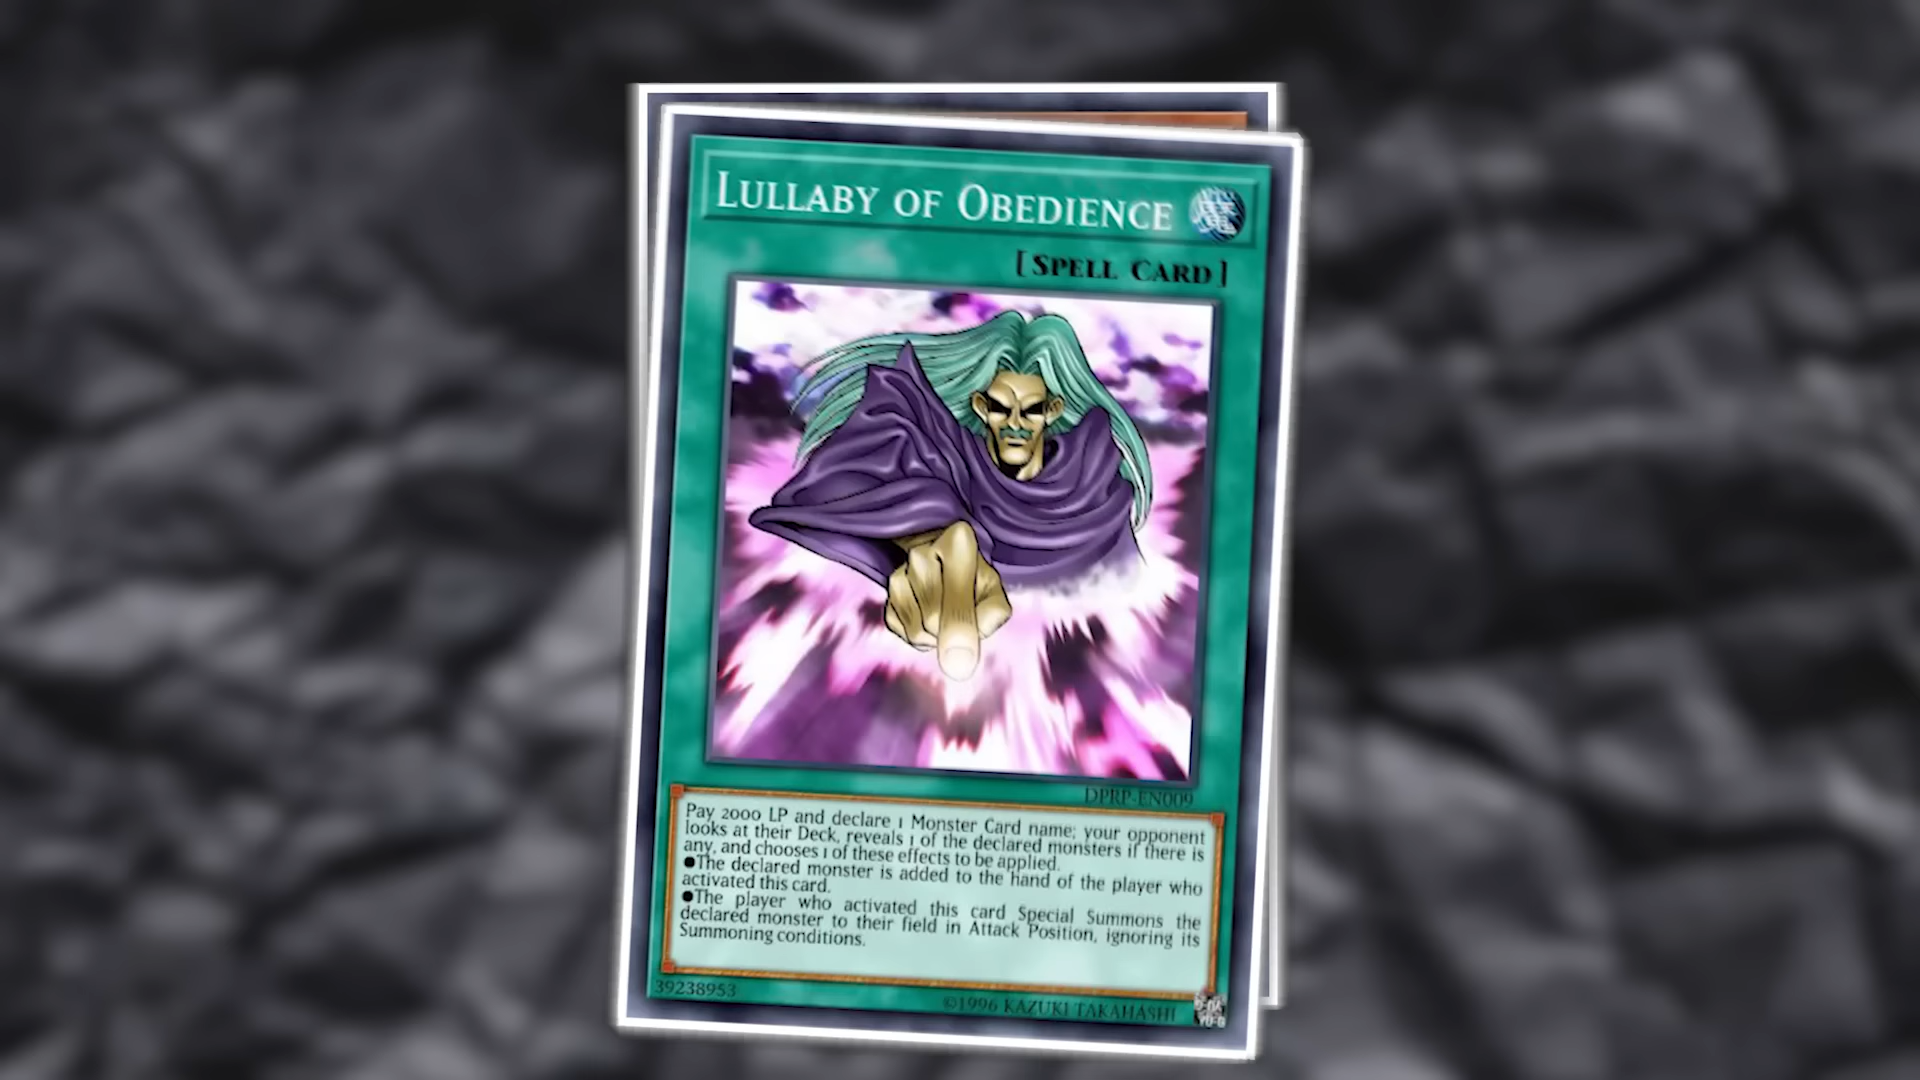 LULLABY OF OBEDIENCE
[SPELL CARD]
DPRP-EN009
Pay 2000 LP and declare 1 Monster Card name; your opponent
looks at their Deck, reveals 1 of the declared monsters if there is
any, and chooses 1 of these effects to be applied.
●The declared monster is added to the hand of the player who
activated this card.
●The player who activated this card Special Summons the
declared monster to their field in Attack Position, ignoring its
Summoning conditions.
39238953
©1996 KAZUKI TAKAHASHI